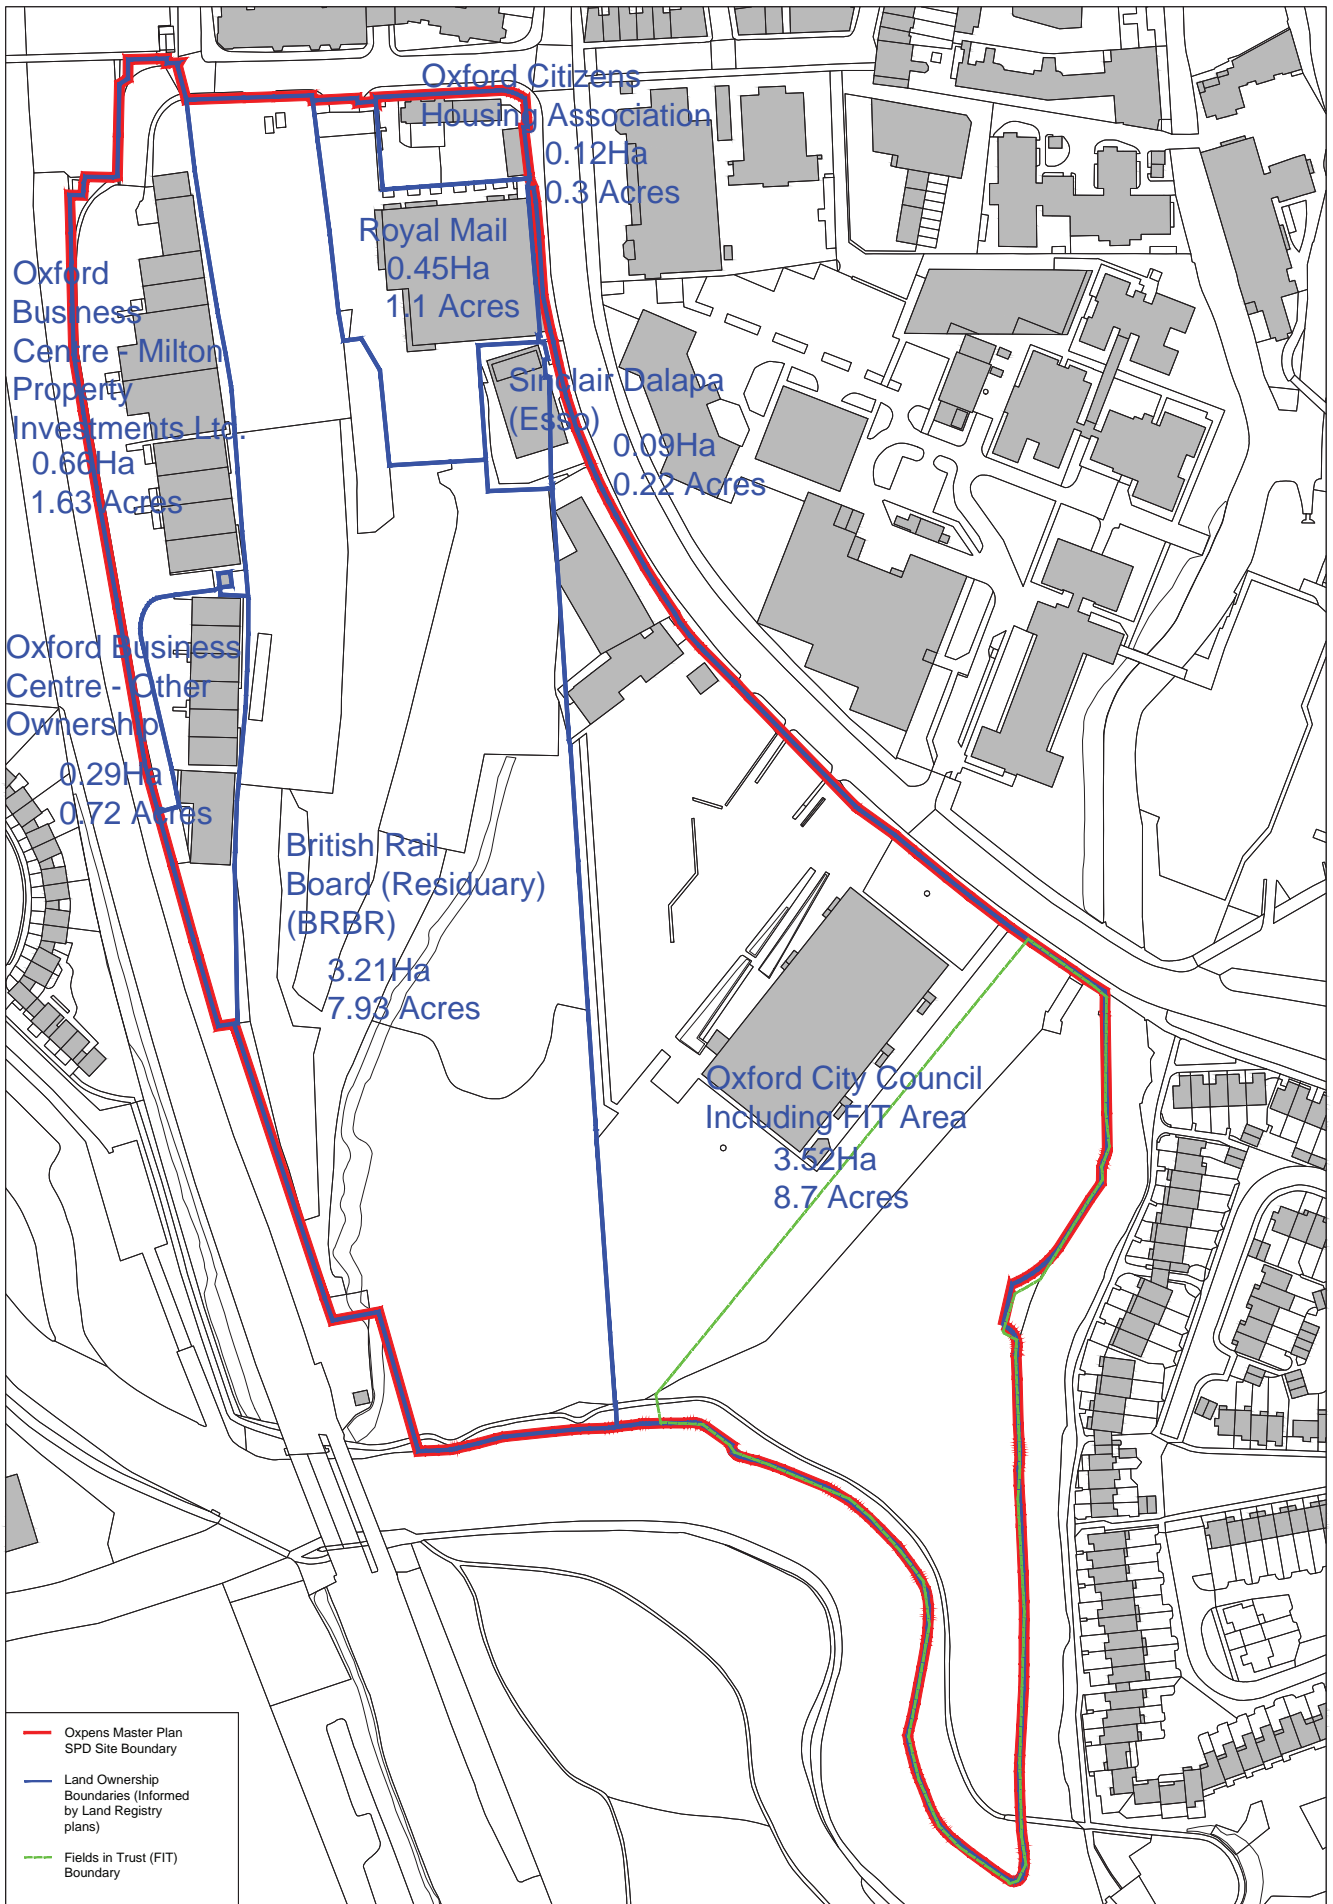 Oxford Citizens
Housing Association
0.12Ha
0.3 Acres
Royal Mail
0.45Ha
1.1 Acres
Oxford
Business
Centre - Milton
Property
Investments Ltd.
0.66Ha
1.63 Acres
Sinclair Dalapa
(Esso)
0.09Ha
0.22 Acres
Oxford Business
Centre - Other
Ownership
0.29Ha
0.72 Acres
British Rail
Board (Residuary)
(BRBR)
3.21Ha
7.93 Acres
Oxford City Council
Including FIT Area
3.52Ha
8.7 Acres
Oxpens Master Plan
SPD Site Boundary
Land Ownership
Boundaries (Informed
by Land Registry
plans)
Fields in Trust (FIT)
Boundary